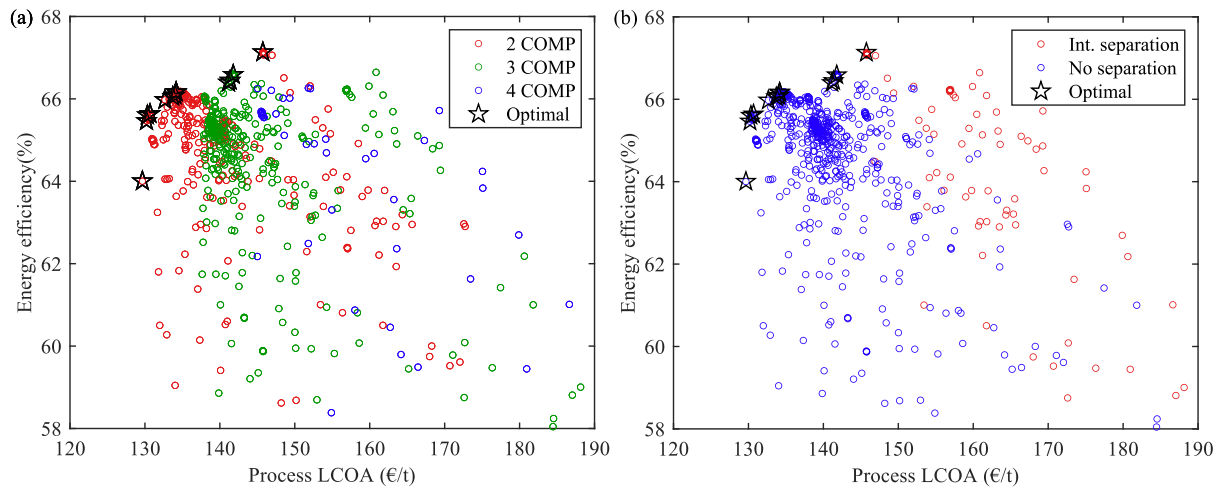 (a)
68
66
64
62
60
58
Energy efficiency(%)
120 130 140 150 160 170 180 190
Process LCOA (€/t)
2 COMP
3 COMP
4 COMP
Optimal
(b)
68
66
64
62
60
58
Energy efficiency(%)
120 130 140 150 160 170 180 190
Process LCOA (€/t)
Int. separation
No separation
Optimal